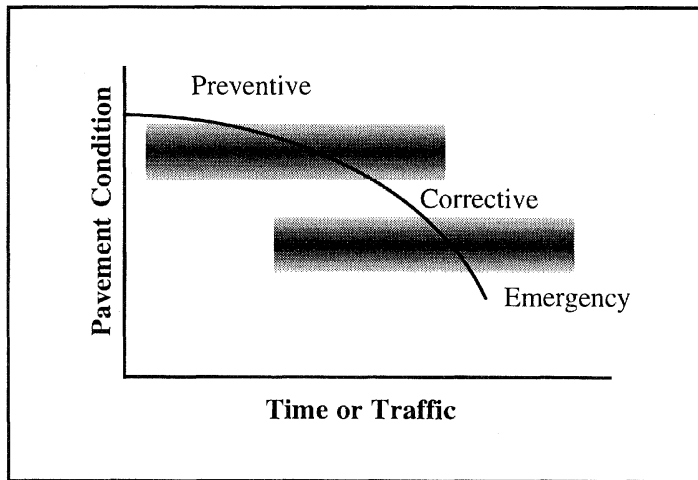 Preventive
Corrective
Emergency
Pavement Condition
Time or Traffic